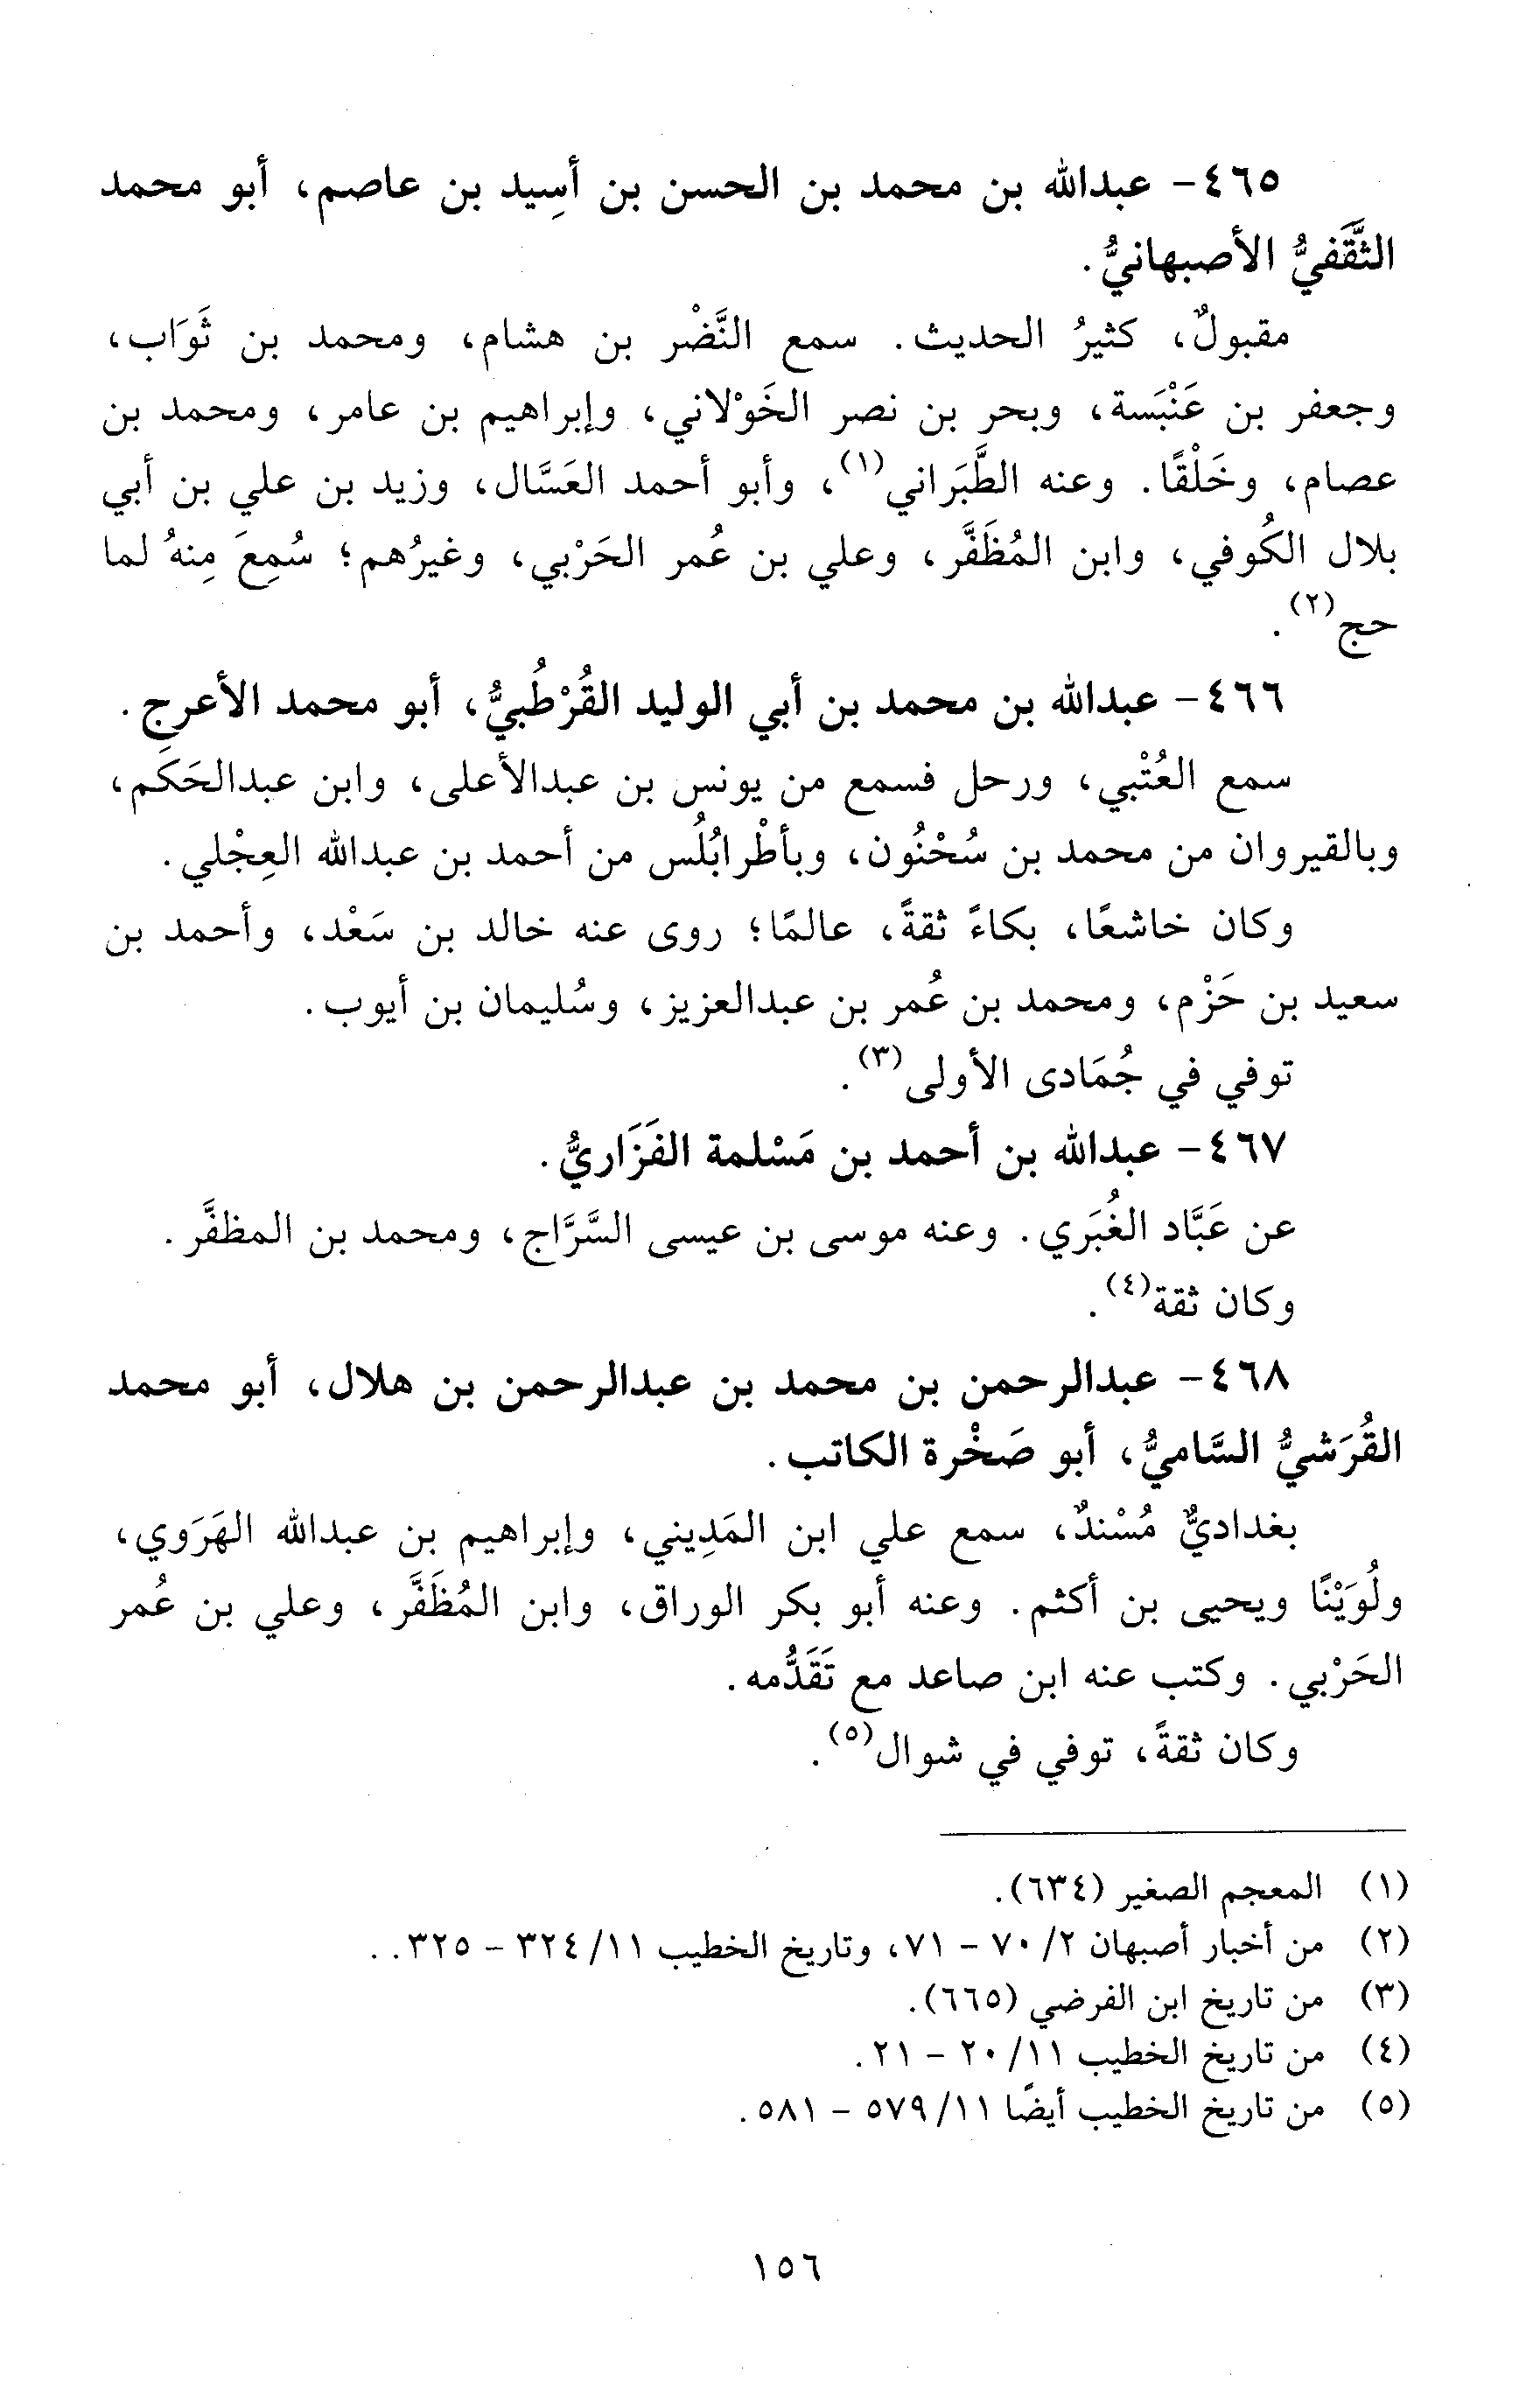 ٤٦٥- عبدالله بن محمد بن الحسن بن أسِيد بن عاصم، أبو محمد
الثَّقَفيُّ الأصبهانيُّ.
مقبولٌ، كثيرُ الحديث. سمع النَّضْر بن هشام، ومحمد بن ثَوَاب،
وجعفر بن عَنْبَسة، وبحر بن نصر الخَوْلاني، وإبراهيم بن عامر، ومحمد بن
عصام، وخَلْقًا. وعنه الطَّبَراني(١)، وأبو أحمد العَسَّال، وزيد بن علي بن أبي
بلال الكُوفي، وابن المُظَفَّر، وعلي بن عُمر الحَرْبي، وغيرُهم؛ سُمِعَ مِنهُ لما
حج(٢).
٤٦٦- عبدالله بن محمد بن أبي الوليد القُرْطُبيُّ، أبو محمد الأعرج.
سمع العُتْبي، ورحل فسمع من يونس بن عبدالأعلى، وابن عبدالحَكَم،
وبالقيروان من محمد بن سُحْنُون، وبأطْرابُلُس من أحمد بن عبدالله العِجْلي.
وكان خاشعًا، بكاءً ثقةً، عالمًا؛ روى عنه خالد بن سَعْد، وأحمد بن
سعيد بن حَزْم، ومحمد بن عُمر بن عبدالعزيز، وسُليمان بن أيوب.
توفي في جُمَادى الأولى(٣).
٤٦٧- عبدالله بن أحمد بن مَسْلمة الفَزَاريُّ.
عن عَبَّاد الغُبَري. وعنه موسى بن عيسى السَّرَّاج، ومحمد بن المظفَّر.
وكان ثقة(٤).
٤٦٨- عبدالرحمن بن محمد بن عبدالرحمن بن هلال، أبو محمد
القُرَشيُّ السَّاميُّ، أبو صَخْرة الكاتب.
بغداديٌّ مُسْندٌ، سمع علي ابن المَدِيني، وإبراهيم بن عبدالله الهَرَوي،
ولُوَيْنًا ويحيى بن أكثم. وعنه أبو بكر الوراق، وابن المُظَفَّر، وعلي بن عُمر
الحَرْبي. وكتب عنه ابن صاعد مع تَقَدُّمه.
وكان ثقةً، توفي في شوال(٥).
(١) المعجم الصغير (٦٣٤).
(٢) من أخبار أصبهان ٢/ ٧٠ - ٧١، وتاريخ الخطيب ١١/ ٣٢٤ - ٣٢٥. .
(٣) من تاريخ ابن الفرضي (٦٦٥).
(٤) من تاريخ الخطيب ١١/ ٢٠ - ٢١.
(٥) من تاريخ الخطيب أيضًا ١١/ ٥٧٩ - ٥٨١.
١٥٦